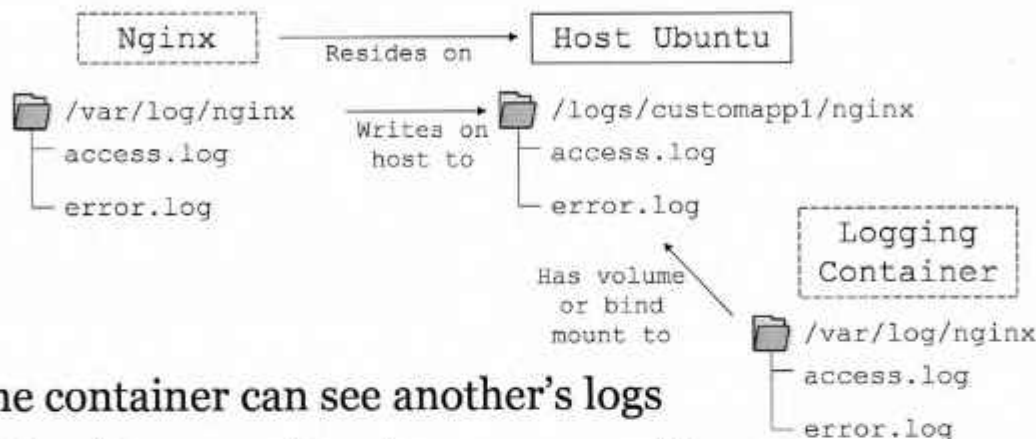 Nginx
Resides on
Host Ubuntu
/var/log/nginx
access.log
error.log
Writes on
host to
/logs/customapp1/nginx
access.log
error.log
Logging
Container
Has volume
or bind
mount to
/var/log/nginx
access.log
error.log
container can see another's logs